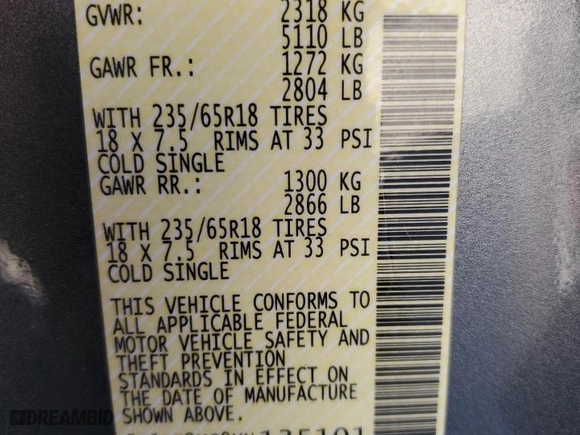 GVWR: 2318 KG
5110 LB
GAWR FR.: 1272 KG
2804 LB
WITH 235/65R18 TIRES
18 X 7.5 RIMS AT 33 PSI
COLD SINGLE
GAWR RR.: 1300 KG
2866 LB
WITH 235/65R18 TIRES
18 X 7.5 RIMS AT 33 PSI
COLD SINGLE
THIS VEHICLE CONFORMS TO
ALL APPLICABLE FEDERAL
MOTOR VEHICLE SAFETY AND
THEFT PREVENTION
STANDARDS IN EFFECT ON
THE DATE OF MANUFACTURE
SHOWN ABOVE.
DREAMBID